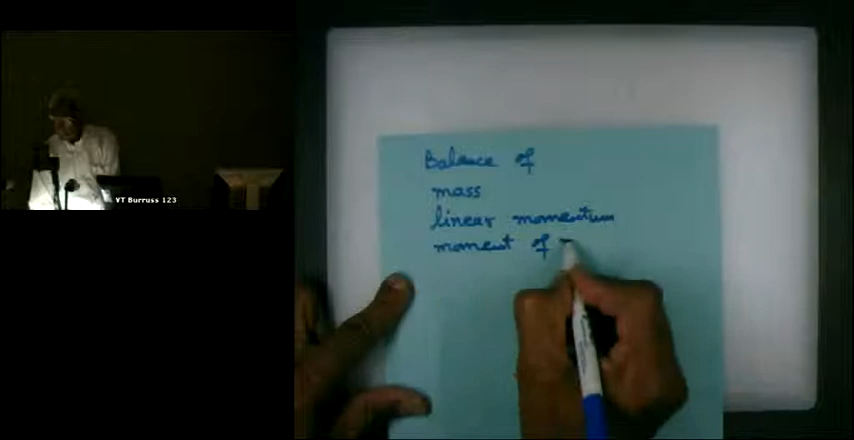 VT Burruss 123
Balance of
mass
linear momentum
moment of